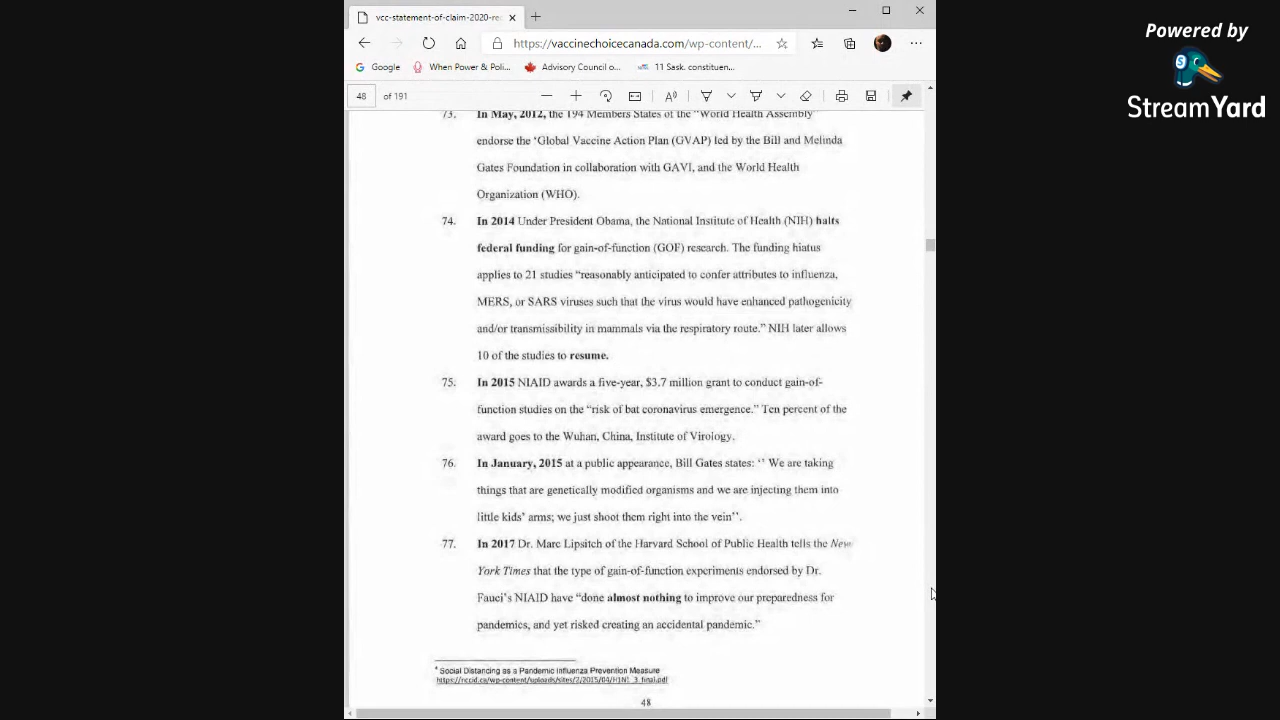 vcc-statement-of-claim-2020-re
https://vaccinechoicecanada.com/wp-content/...
Google
When Power & Poli...
Advisory Council o...
11 Sask. constituen...
48 of 191
Powered by
StreamYard
73. In May, 2012, the 194 Members States of the "World Health Assembly"
endorse the 'Global Vaccine Action Plan (GVAP) led by the Bill and Melinda
Gates Foundation in collaboration with GAVI, and the World Health
Organization (WHO).
74. In 2014 Under President Obama, the National Institute of Health (NIH) halts
federal funding for gain-of-function (GOF) research. The funding hiatus
applies to 21 studies "reasonably anticipated to confer attributes to influenza,
MERS, or SARS viruses such that the virus would have enhanced pathogenicity
and/or transmissibility in mammals via the respiratory route." NIH later allows
10 of the studies to resume.
75. In 2015 NIAID awards a five-year, $3.7 million grant to conduct gain-of-
function studies on the "risk of bat coronavirus emergence." Ten percent of the
award goes to the Wuhan, China, Institute of Virology.
76. In January, 2015 at a public appearance, Bill Gates states: '' We are taking
things that are genetically modified organisms and we are injecting them into
little kids' arms; we just shoot them right into the vein''.
77. In 2017 Dr. Marc Lipsitch of the Harvard School of Public Health tells the New
York Times that the type of gain-of-function experiments endorsed by Dr.
Fauci's NIAID have "done almost nothing to improve our preparedness for
pandemics, and yet risked creating an accidental pandemic."
4 Social Distancing as a Pandemic Influenza Prevention Measure
https://nccid.ca/wp-content/uploads/sites/2/2015/04/H1N1_3_final.pdf
48